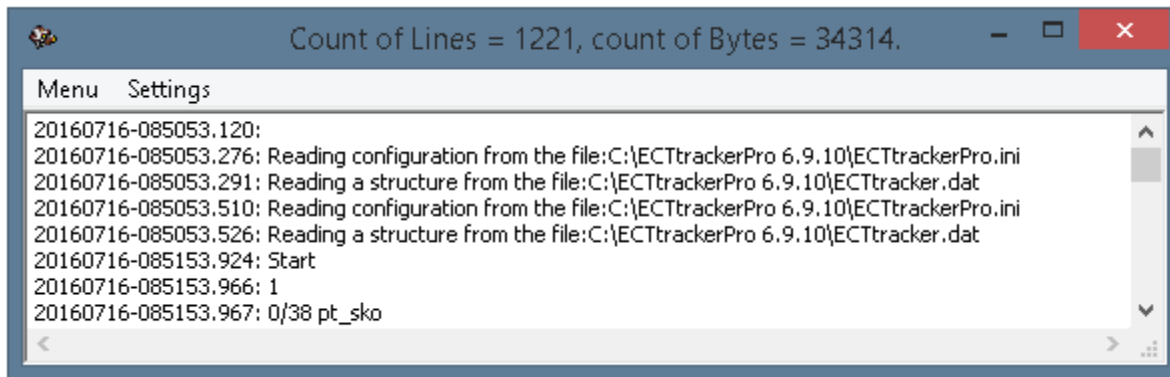 Count of Lines = 1221, count of Bytes = 34314.
Menu Settings
20160716-085053.120:
20160716-085053.276: Reading configuration from the file:C:\ECTtrackerPro 6.9.10\ECTtrackerPro.ini
20160716-085053.291: Reading a structure from the file:C:\ECTtrackerPro 6.9.10\ECTtracker.dat
20160716-085053.510: Reading configuration from the file:C:\ECTtrackerPro 6.9.10\ECTtrackerPro.ini
20160716-085053.526: Reading a structure from the file:C:\ECTtrackerPro 6.9.10\ECTtracker.dat
20160716-085153.924: Start
20160716-085153.966: 1
20160716-085153.967: 0/38 pt_sko